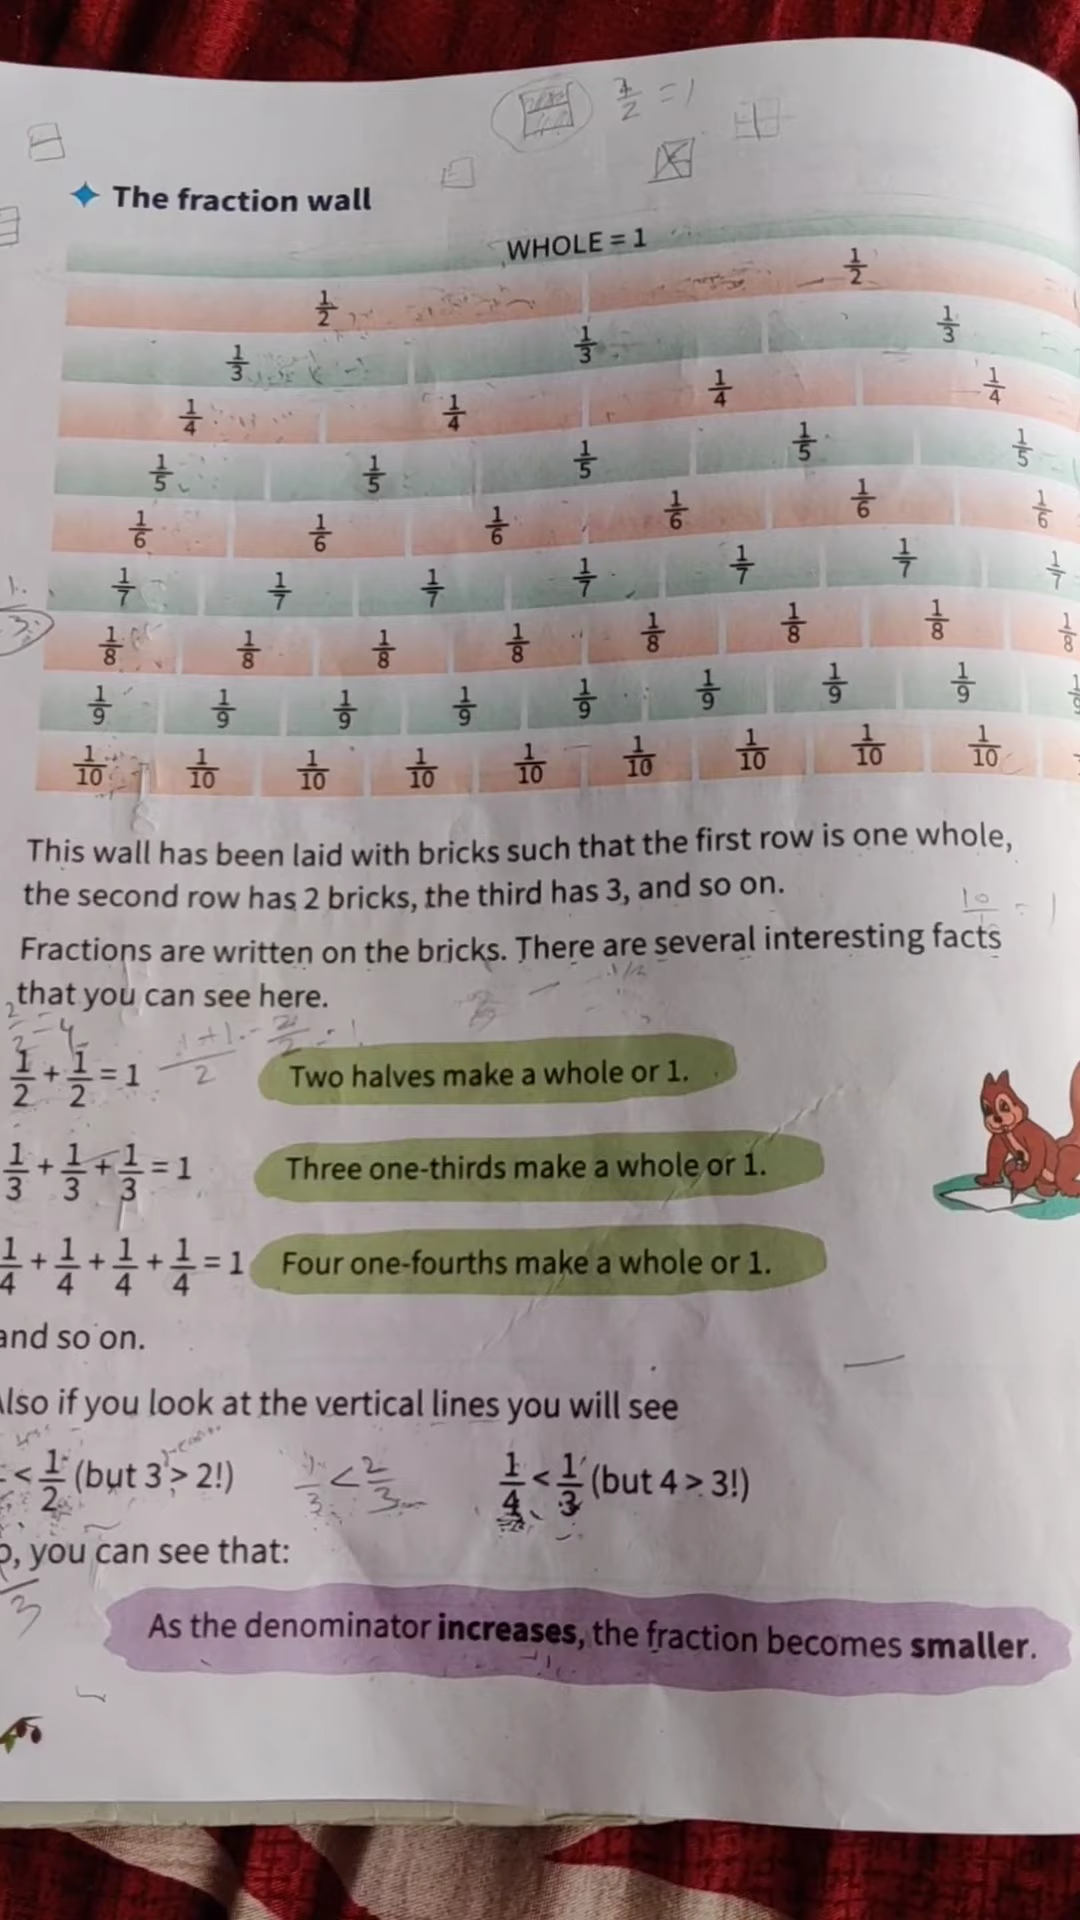 2/2 = 1
The fraction wall
WHOLE = 1
1/2 1/2
1/3 1/3 1/3
1/4 1/4 1/4 1/4
1/5 1/5 1/5 1/5 1/5
1/6 1/6 1/6 1/6 1/6 1/6
1/7 1/7 1/7 1/7 1/7 1/7 1/7
1/8 1/8 1/8 1/8 1/8 1/8 1/8 1/8
1/9 1/9 1/9 1/9 1/9 1/9 1/9 1/9 1/9
1/10 1/10 1/10 1/10 1/10 1/10 1/10 1/10 1/10
This wall has been laid with bricks such that the first row is one whole,
the second row has 2 bricks, the third has 3, and so on.
Fractions are written on the bricks. There are several interesting facts
that you can see here.
1/2 + 1/2 = 1 Two halves make a whole or 1.
1/3 + 1/3 + 1/3 = 1 Three one-thirds make a whole or 1.
1/4 + 1/4 + 1/4 + 1/4 = 1 Four one-fourths make a whole or 1.
and so on.
Also if you look at the vertical lines you will see
< 1/2 (but 3 > 2!) 1/3 < 2/3 1/4 < 1/3 (but 4 > 3!)
you can see that:
As the denominator increases, the fraction becomes smaller.